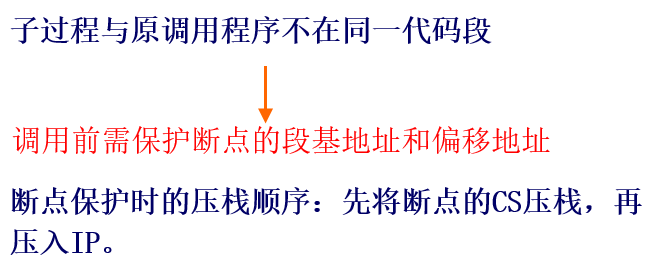 子过程与原调用程序不在同一代码段
调用前需保护断点的段基地址和偏移地址
断点保护时的压栈顺序：先将断点的CS压栈，再
压入IP。